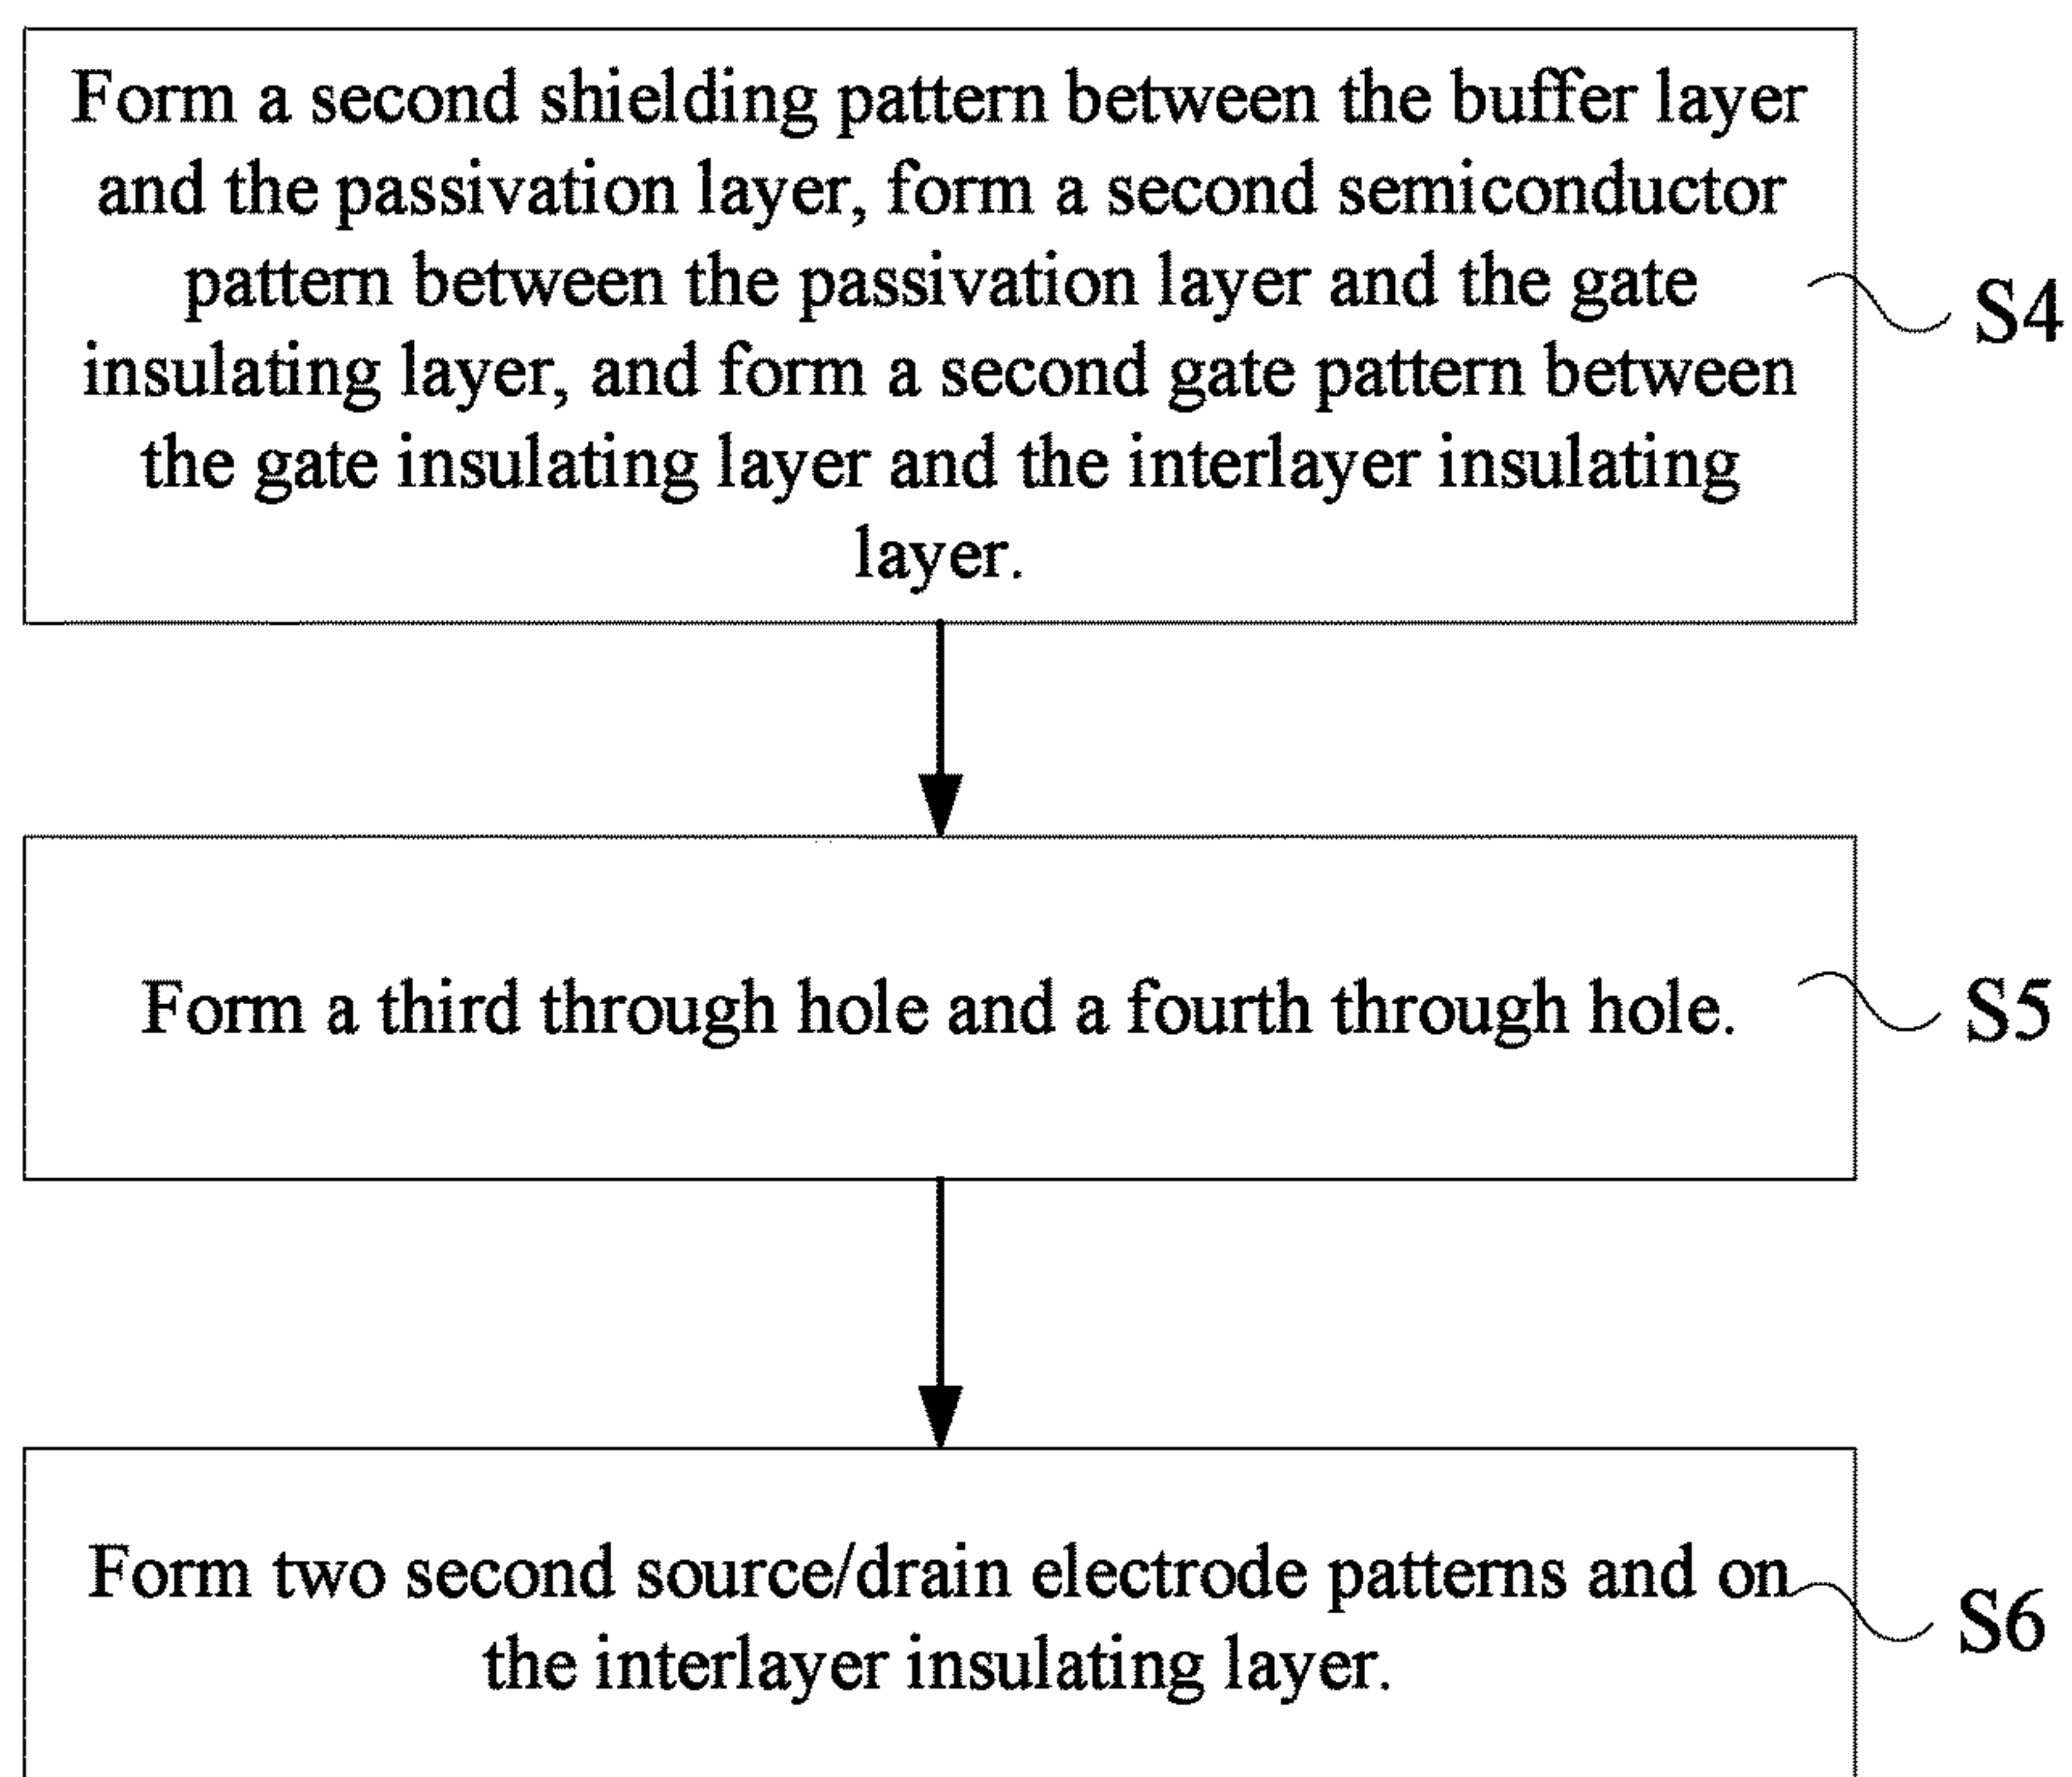 Form a second shielding pattern between the buffer layer
and the passivation layer, form a second semiconductor
pattern between the passivation layer and the gate
insulating layer, and form a second gate pattern between
the gate insulating layer and the interlayer insulating
layer.
S4
Form a third through hole and a fourth through hole.
S5
Form two second source/drain electrode patterns and on
the interlayer insulating layer.
S6